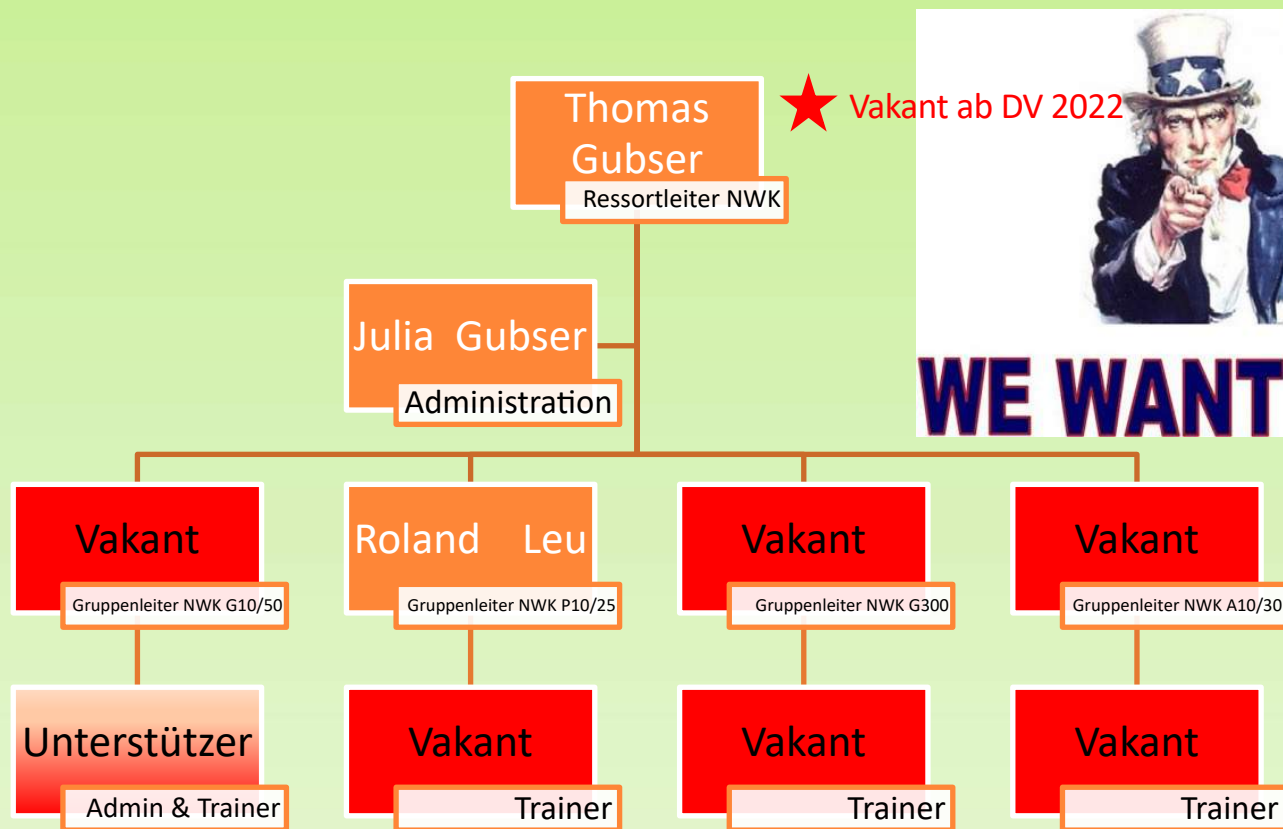 Thomas
Gubser
Ressortleiter NWK
Vakant ab DV 2022
Julia Gubser
Administration
WE WANT
Vakant
Gruppenleiter NWK G10/50
Roland Leu
Gruppenleiter NWK P10/25
Vakant
Gruppenleiter NWK G300
Vakant
Gruppenleiter NWK A10/30
Unterstützer
Admin & Trainer
Vakant
Trainer
Vakant
Trainer
Vakant
Trainer